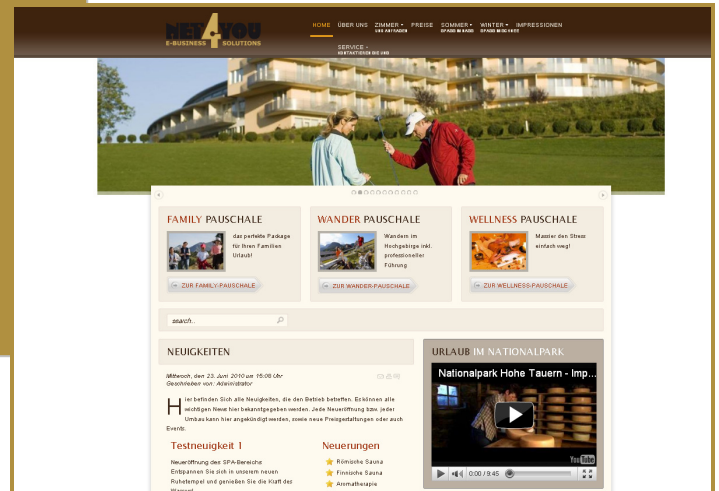 NET4YOU
E-BUSINESS SOLUTIONS
HOME ÜBER UNS ZIMMER PREISE SOMMER WINTER IMPRESSIONEN
UND ANFRAGEN
SERVICE
KONTAKTIEREN SIE UNS
FAMILY PAUSCHALE
das perfekte Package
für Ihren Familien
Urlaub!
ZUR FAMILY-PAUSCHALE
WANDER PAUSCHALE
Wandern im
Hochgebirge inkl.
professioneller
Führung
ZUR WANDER-PAUSCHALE
WELLNESS PAUSCHALE
Massier den Stress
einfach weg!
ZUR WELLNESS-PAUSCHALE
search..
NEUIGKEITEN
Mittwoch, den 23. Juni 2010 um 15:08 Uhr
Geschrieben von: Administrator
Hier befinden Sich alle Neuigkeiten, die den Betrieb betreffen. Es können alle
wichtigen News hier bekanntgegeben werden. Jede Neueröffnung bzw. jeder
Umbau kann hier angekündigt werden, sowie neue Preisgestaltungen oder auch
Events.
Testneuigkeit 1
Neueröffnung des SPA-Bereichs
Entspannen Sie sich in unserem neuen
Ruhetempel und genießen Sie die Kraft des
Neuerungen
Römische Sauna
Finnische Sauna
Aromatherapie
URLAUB IM NATIONALPARK
Nationalpark Hohe Tauern - Imp...
YouTube
0:00 / 9:45